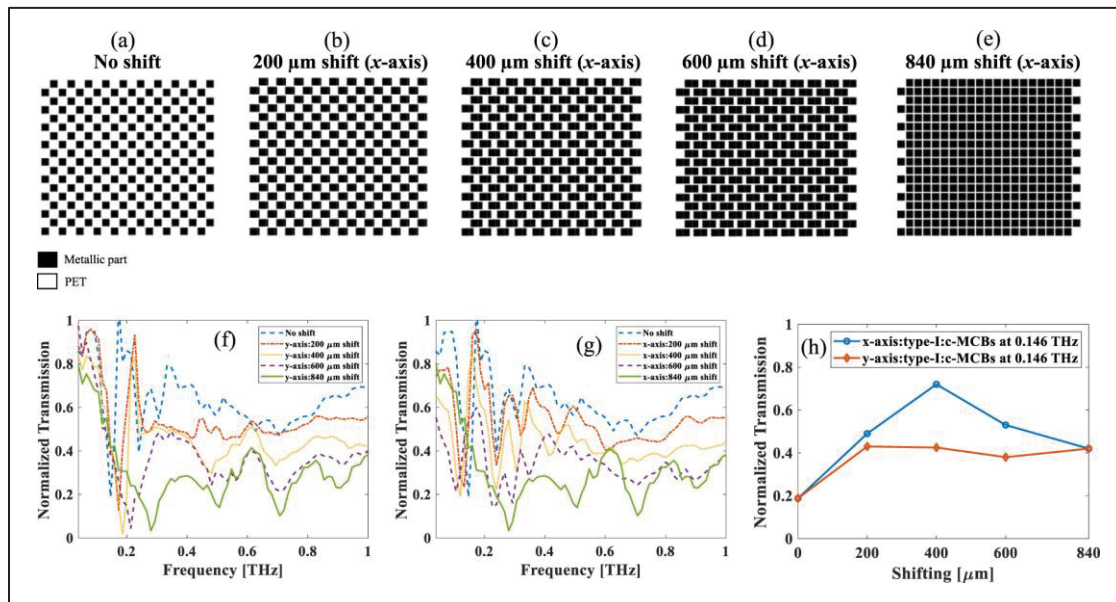 (a)
No shift
(b)
200 µm shift (x-axis)
(c)
400 µm shift (x-axis)
(d)
600 µm shift (x-axis)
(e)
840 µm shift (x-axis)
Metallic part
PET
(f)
No shift
y-axis:200 µm shift
y-axis:400 µm shift
y-axis:600 µm shift
y-axis:840 µm shift
Normalized Transmission
1
0.8
0.6
0.4
0.2
0
0.2
0.4
0.6
0.8
1
Frequency [THz]
(g)
No shift
x-axis:200 µm shift
x-axis:400 µm shift
x-axis:600 µm shift
x-axis:840 µm shift
Normalized Transmission
1
0.8
0.6
0.4
0.2
0
0.2
0.4
0.6
0.8
1
Frequency [THz]
(h)
x-axis:type-I:c-MCBs at 0.146 THz
y-axis:type-I:c-MCBs at 0.146 THz
Normalized Transmission
1
0.8
0.6
0.4
0.2
0
0
200
400
600
840
Shifting [µm]